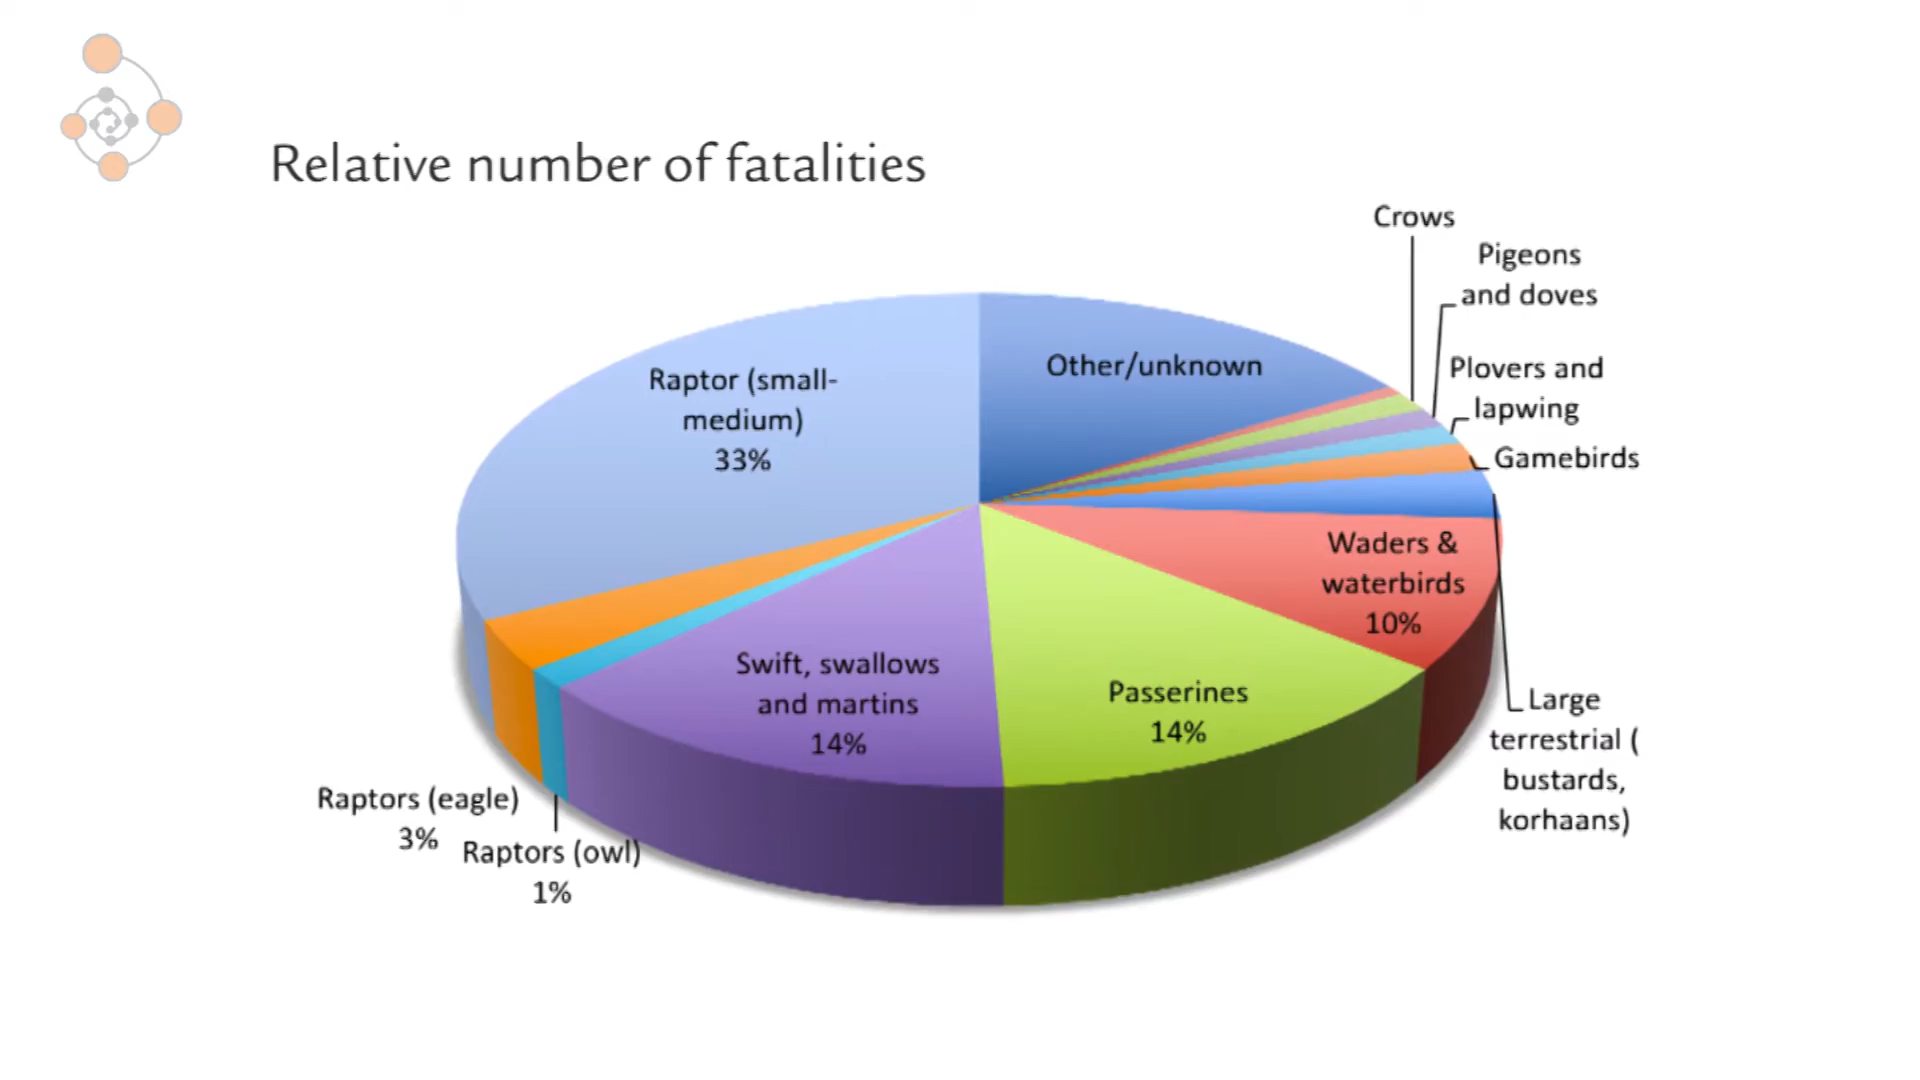 Relative number of fatalities
Crows
Pigeons
and doves
Plovers and
lapwing
Gamebirds
Other/unknown
Raptor (small-
medium)
33%
Waders &
waterbirds
10%
Swift, swallows
and martins
14%
Passerines
14%
Large
terrestrial (
bustards,
korhaans)
Raptors (eagle)
3%
Raptors (owl)
1%